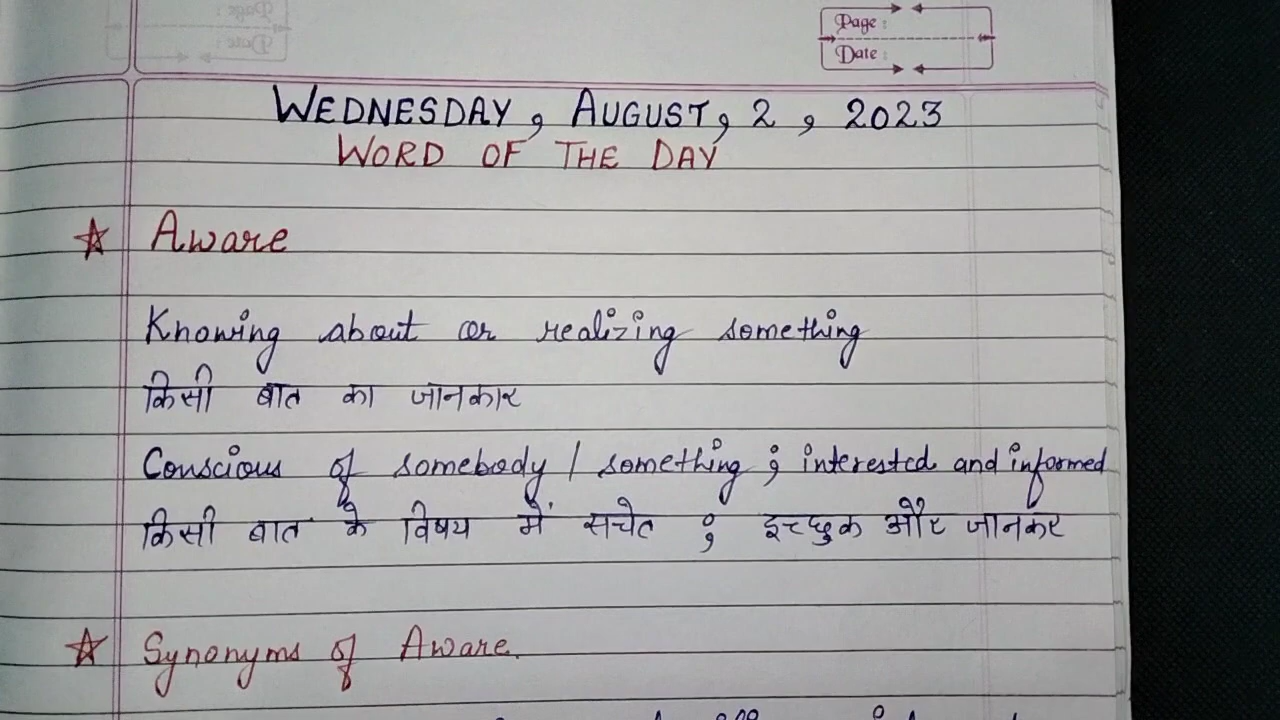 Page :
Date :
WEDNESDAY, AUGUST, 2, 2023
WORD OF THE DAY
☆ Aware
Knowing about or realizing something
किसी बात का जानकार
Conscious of somebody / something ; interested and informed
किसी बात के विषय में सचेत ; इच्छुक और जानकर
☆ Synonyms of Aware.